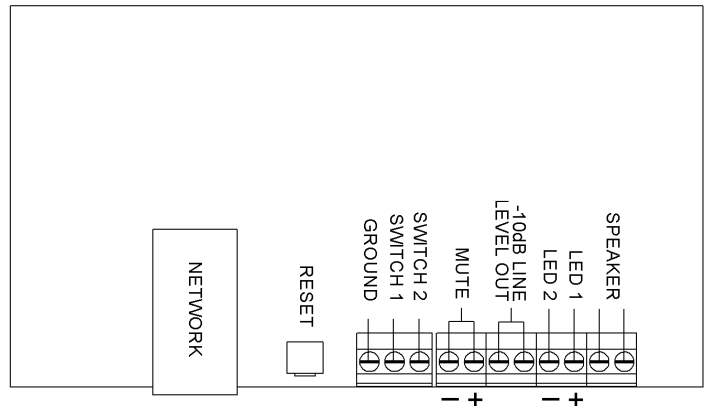 NETWORK
RESET
GROUND
SWITCH 1
SWITCH 2
MUTE
-10dB LINE
LEVEL OUT
LED 2
LED 1
SPEAKER
− +
− +